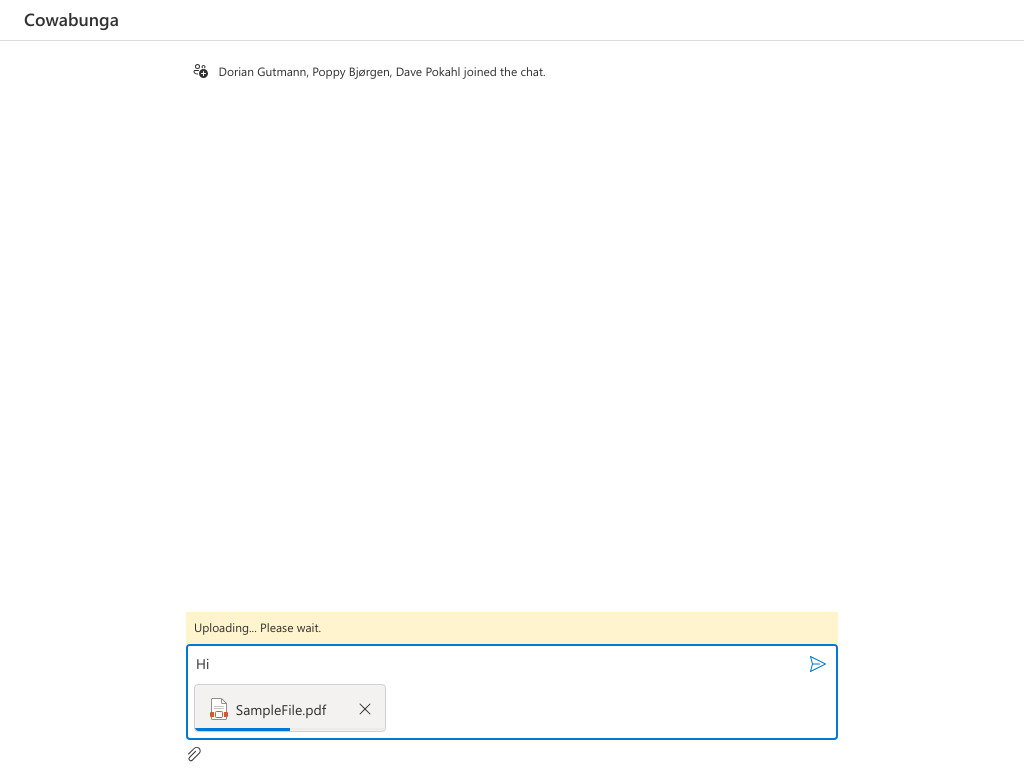 Cowabunga
Dorian Gutmann, Poppy Bjørgen, Dave Pokahl joined the chat.
Uploading... Please wait.
Hi
SampleFile.pdf